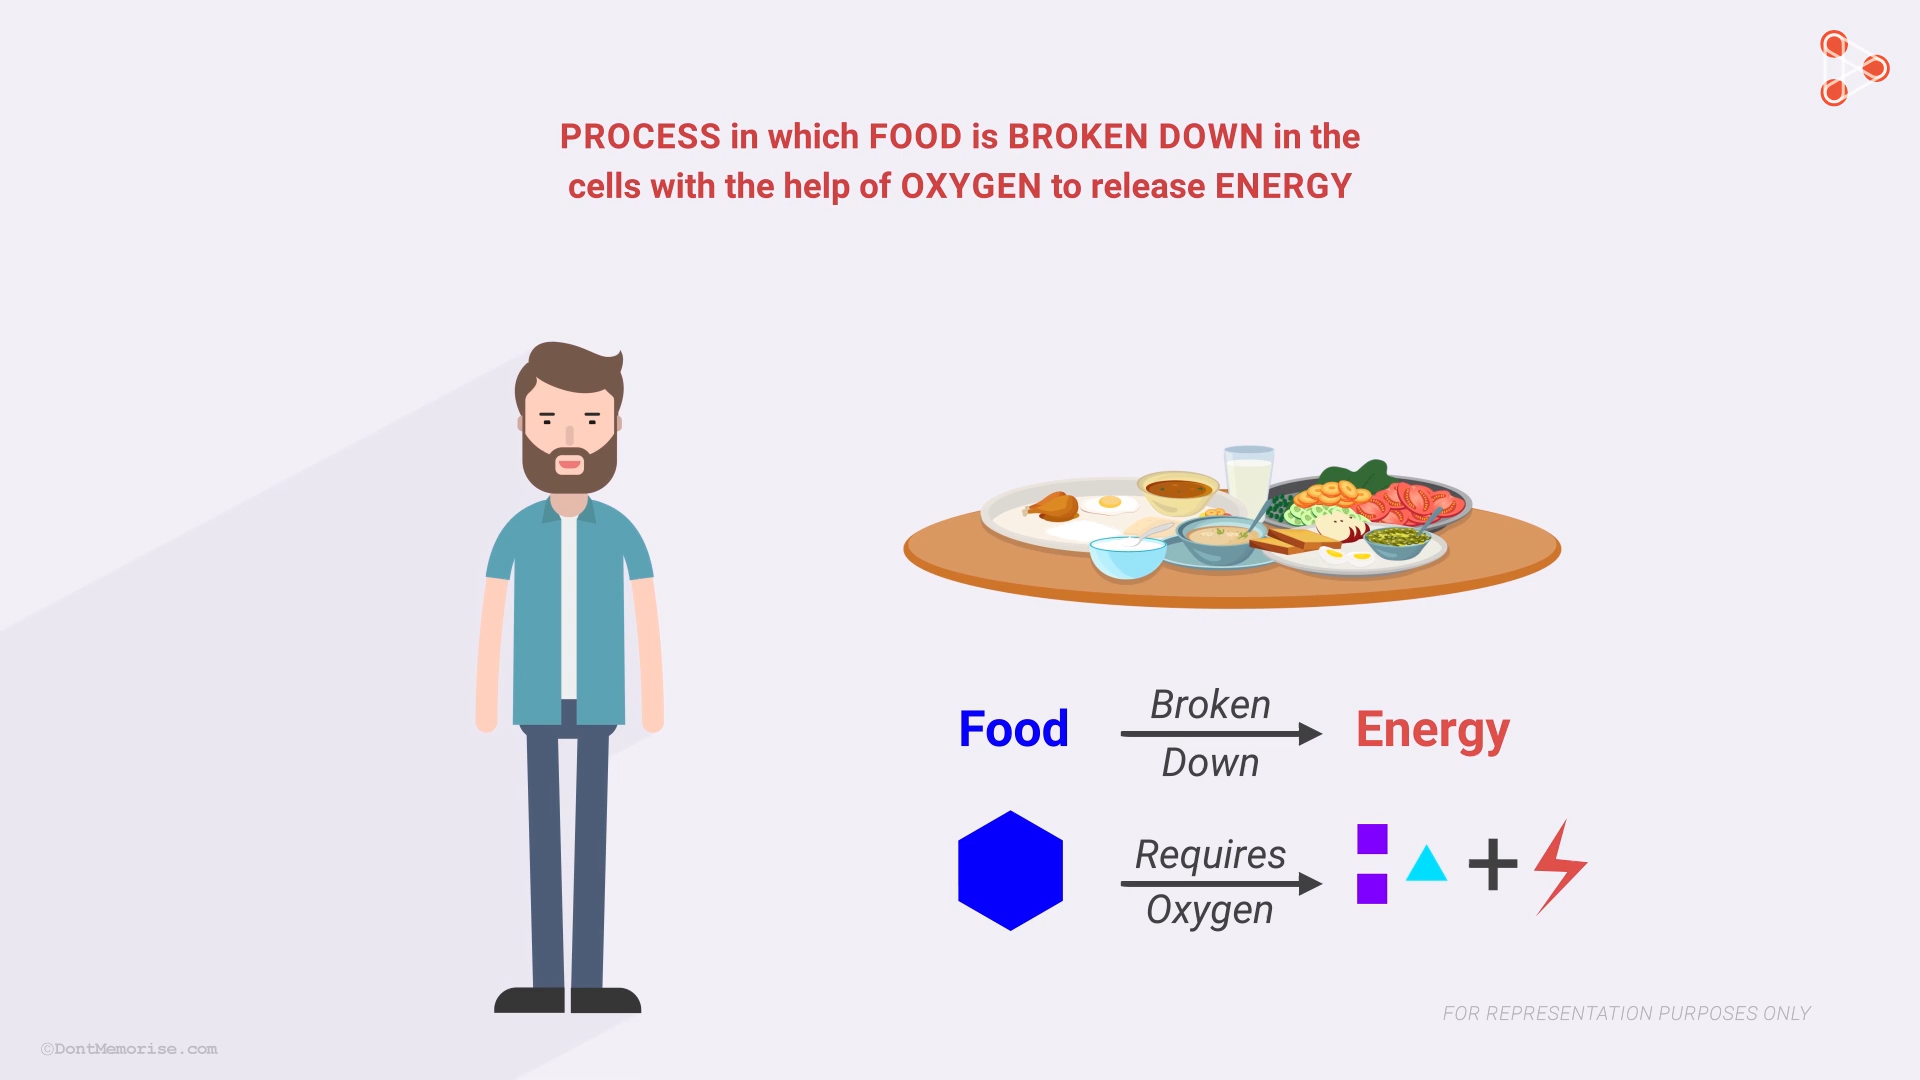 PROCESS in which FOOD is BROKEN DOWN in the
cells with the help of OXYGEN to release ENERGY
Food
Broken
Down
Energy
Requires
Oxygen
FOR REPRESENTATION PURPOSES ONLY
©DontMemorise.com